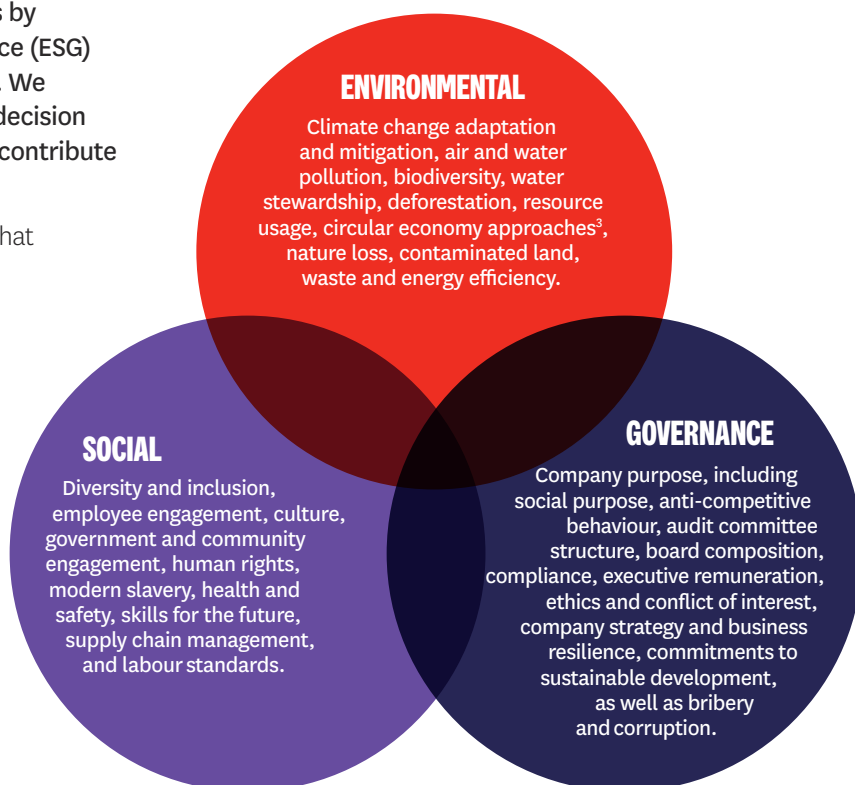 s by
ce (ESG)
. We
decision
contribute
hat
ENVIRONMENTAL
Climate change adaptation
and mitigation, air and water
pollution, biodiversity, water
stewardship, deforestation, resource
usage, circular economy approaches³,
nature loss, contaminated land,
waste and energy efficiency.
SOCIAL
Diversity and inclusion,
employee engagement, culture,
government and community
engagement, human rights,
modern slavery, health and
safety, skills for the future,
supply chain management,
and labour standards.
GOVERNANCE
Company purpose, including
social purpose, anti-competitive
behaviour, audit committee
structure, board composition,
compliance, executive remuneration,
ethics and conflict of interest,
company strategy and business
resilience, commitments to
sustainable development,
as well as bribery
and corruption.